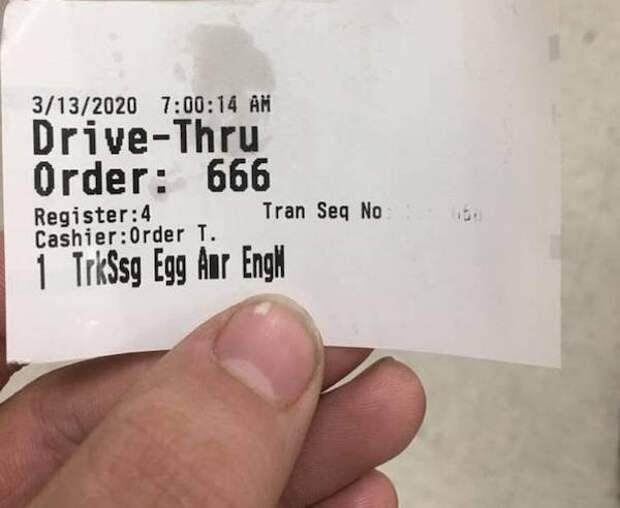 3/13/2020 7:00:14 AM
Drive-Thru
Order: 666
Register:4 Tran Seq No:
Cashier:Order T.
1 TrkSsg Egg Amr EngM